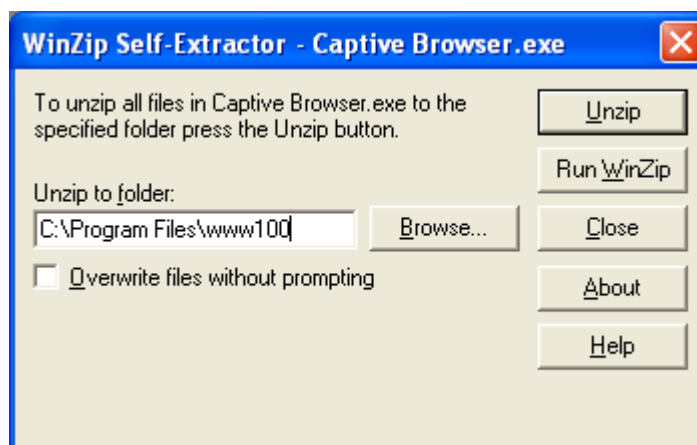 WinZip Self-Extractor - Captive Browser.exe
To unzip all files in Captive Browser.exe to the
specified folder press the Unzip button.
Unzip to folder:
C:\Program Files\www100
Browse...
Overwrite files without prompting
Unzip
Run WinZip
Close
About
Help